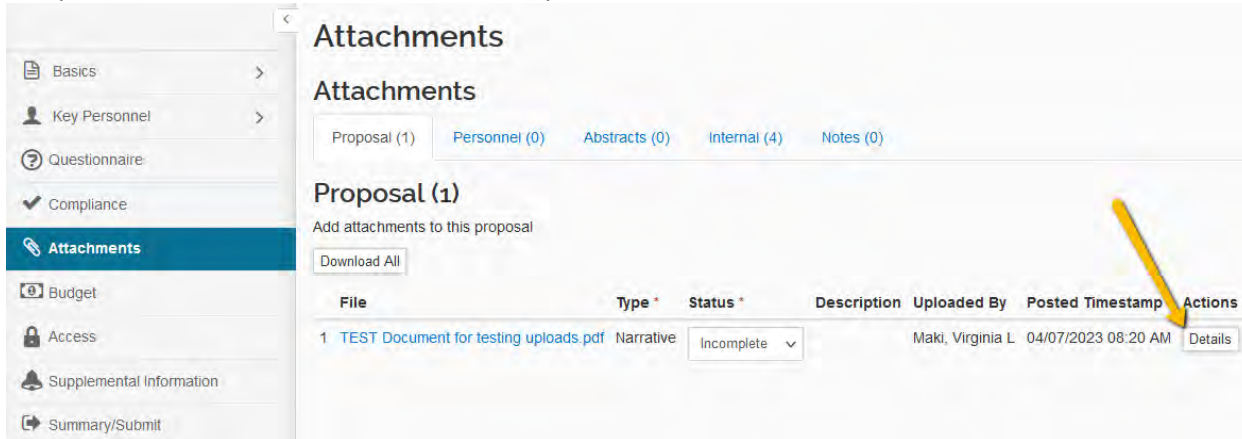 Attachments
Basics
Key Personnel
Questionnaire
Compliance
Attachments
Budget
Access
Supplemental Information
Summary/Submit
Attachments
Proposal (1) Personnel (0) Abstracts (0) Internal (4) Notes (0)
Proposal (1)
Add attachments to this proposal
Download All
File Type * Status * Description Uploaded By Posted Timestamp Actions
1 TEST Document for testing uploads.pdf Narrative Incomplete Maki, Virginia L 04/07/2023 08:20 AM Details